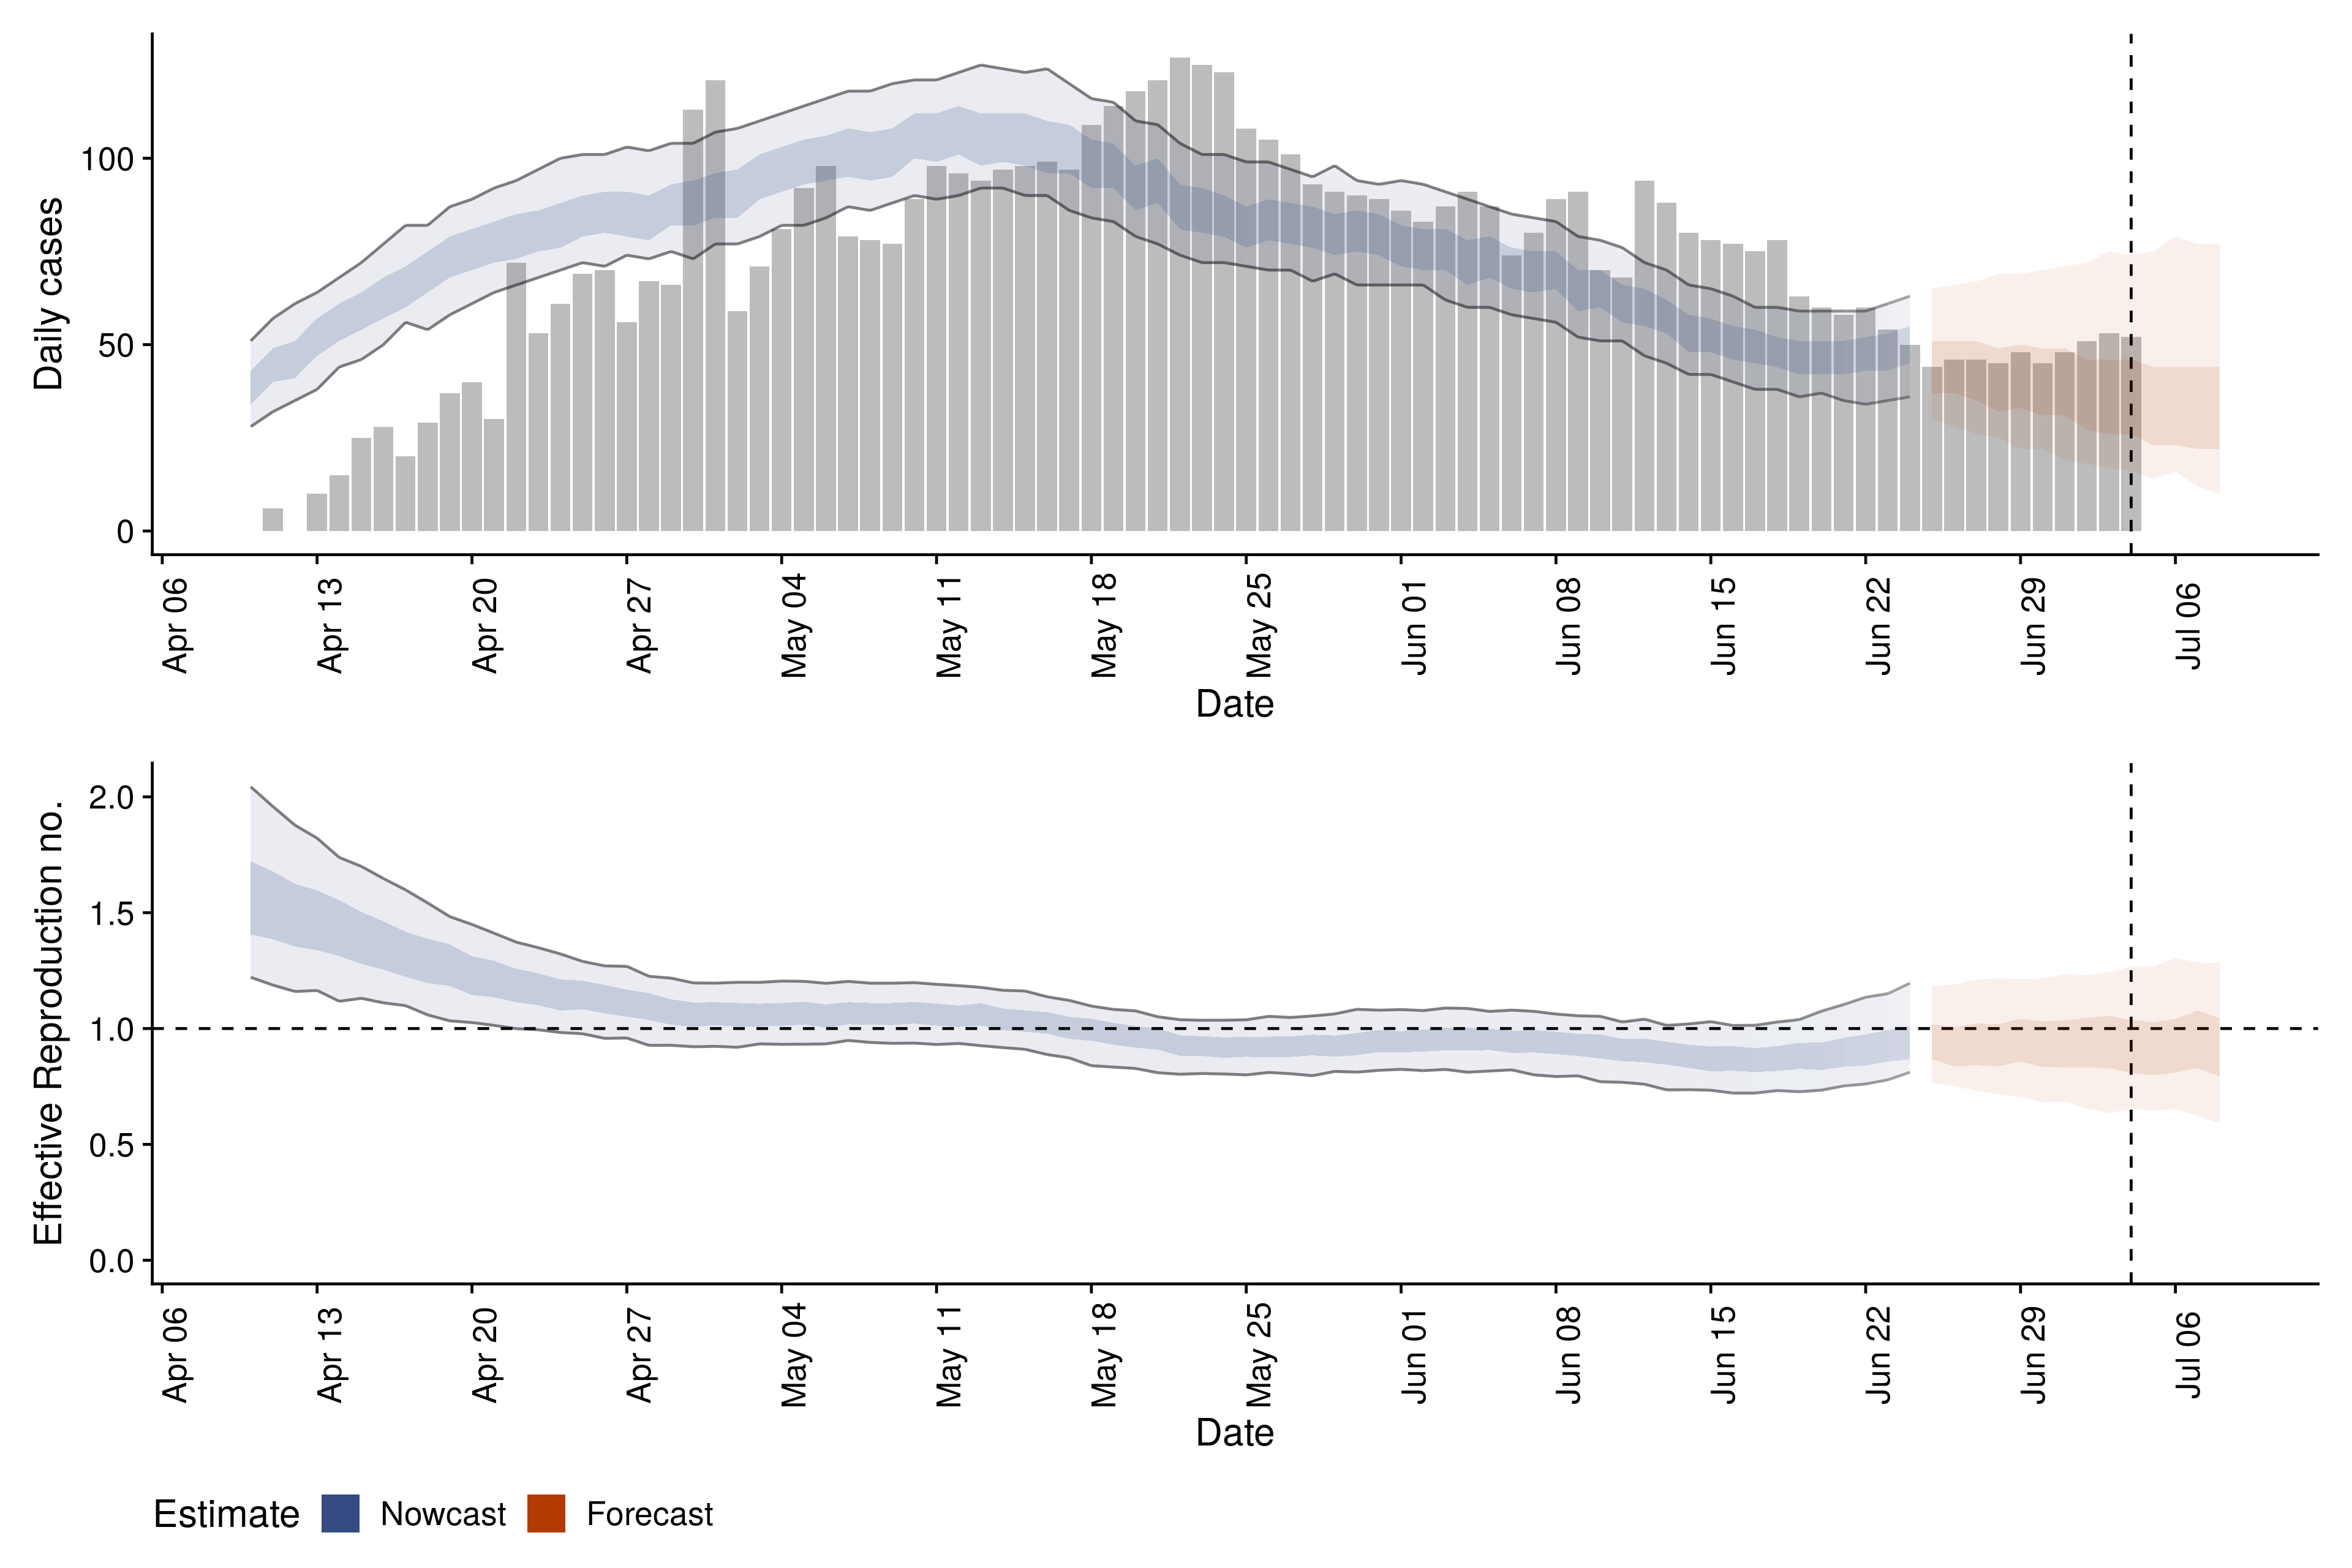 Daily cases
100
50
0
Apr 06 Apr 13 Apr 20 Apr 27 May 04 May 11 May 18 May 25 Jun 01 Jun 08 Jun 15 Jun 22 Jun 29 Jul 06
Date
Effective Reproduction no.
2.0
1.5
1.0
0.5
0.0
Apr 06 Apr 13 Apr 20 Apr 27 May 04 May 11 May 18 May 25 Jun 01 Jun 08 Jun 15 Jun 22 Jun 29 Jul 06
Date
Estimate Nowcast Forecast